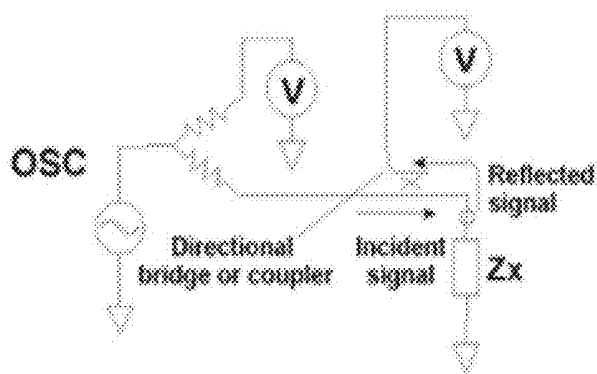 V
V
OSC
Reflected
signal
Directional
bridge or coupler
Incident
signal
Zx